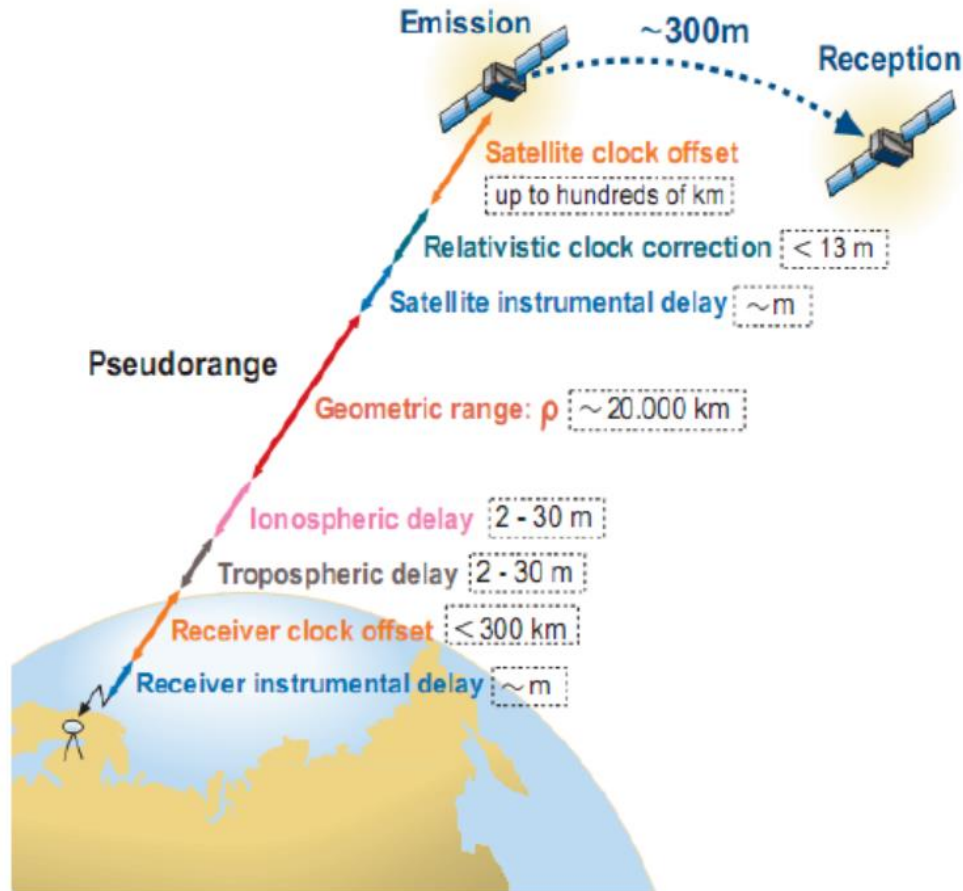 Emission
~300m
Reception
Satellite clock offset
up to hundreds of km
Relativistic clock correction < 13 m
Satellite instrumental delay ~m
Pseudorange
Geometric range: ρ ~ 20.000 km
Ionospheric delay 2 - 30 m
Tropospheric delay 2 - 30 m
Receiver clock offset < 300 km
Receiver instrumental delay ~m